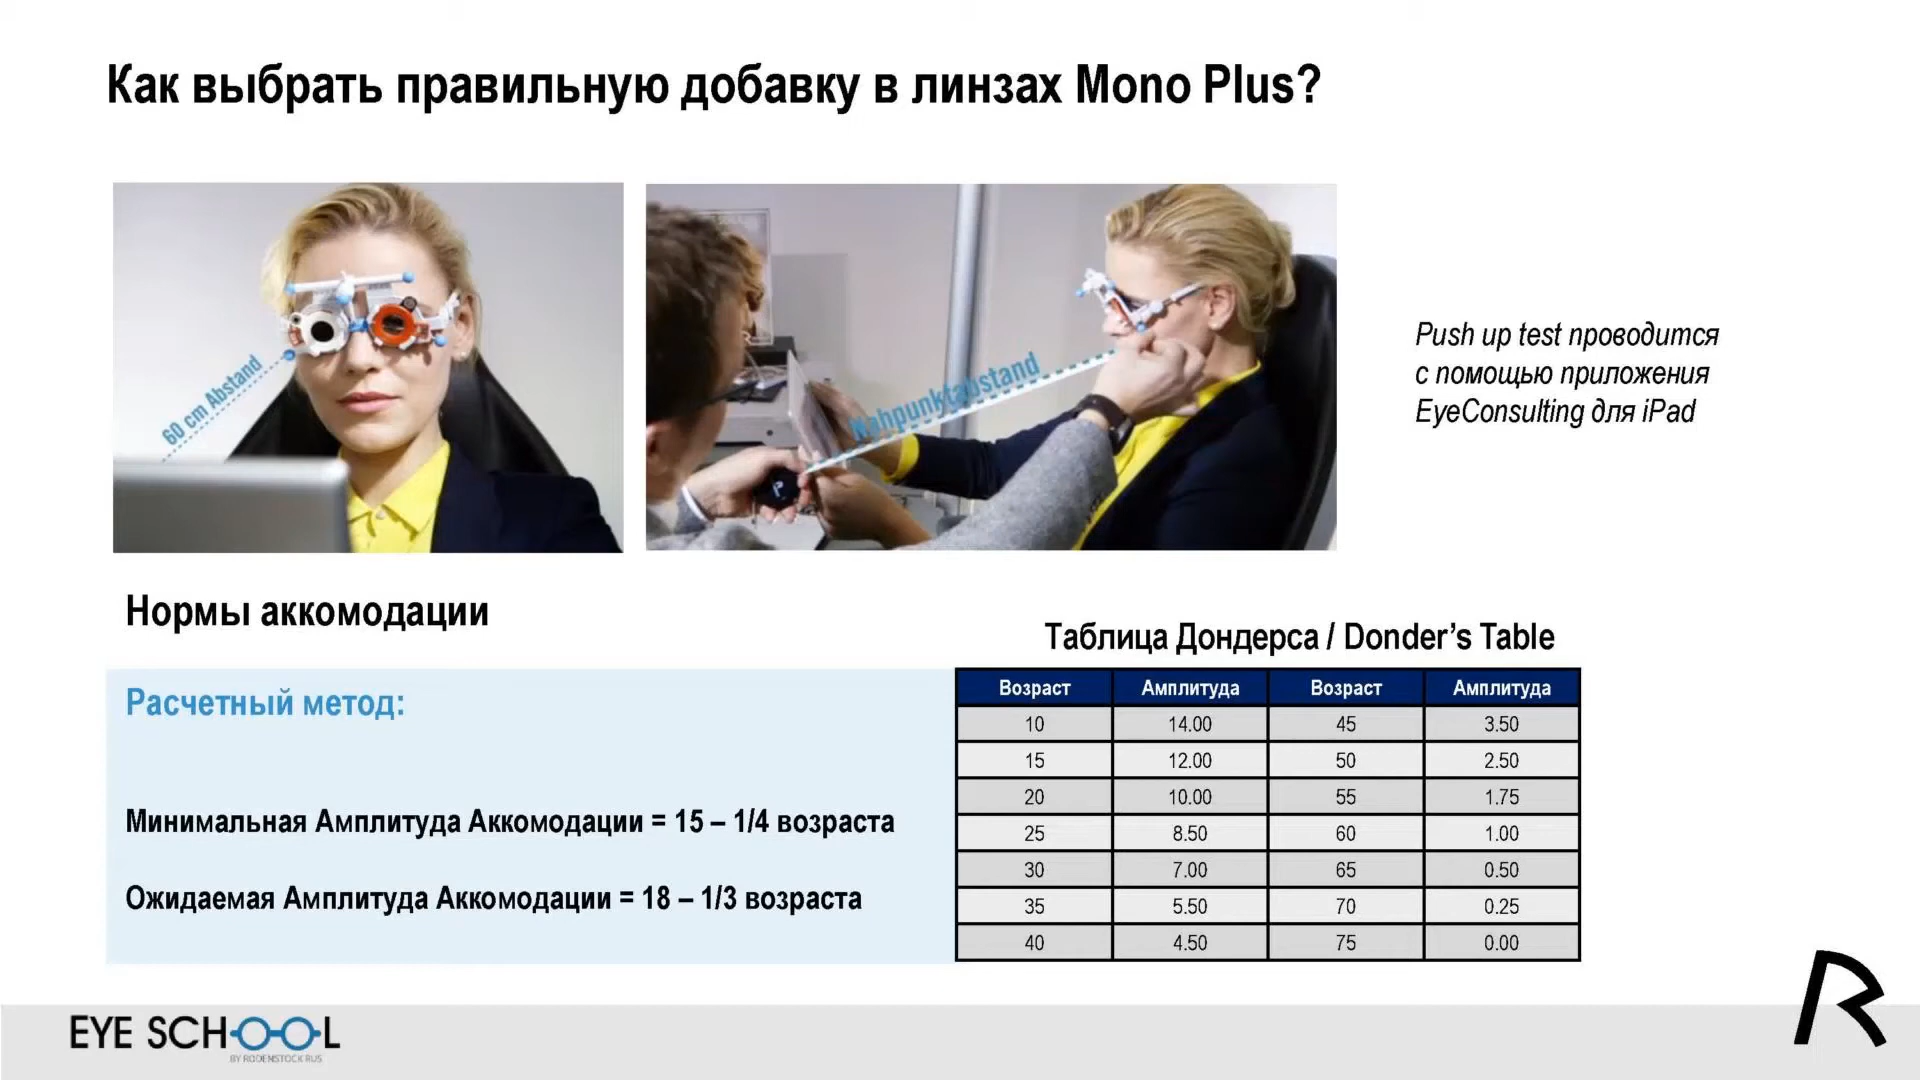 Как выбрать правильную добавку в линзах Mono Plus?
60 cm Abstand
Nahpunktabstand
Push up test проводится
с помощью приложения
EyeConsulting для iPad
Нормы аккомодации
Расчетный метод:
Минимальная Амплитуда Аккомодации = 15 – 1/4 возраста
Ожидаемая Амплитуда Аккомодации = 18 – 1/3 возраста
Таблица Дондерса / Donder’s Table
Возраст Амплитуда Возраст Амплитуда
10 14.00 45 3.50
15 12.00 50 2.50
20 10.00 55 1.75
25 8.50 60 1.00
30 7.00 65 0.50
35 5.50 70 0.25
40 4.50 75 0.00
EYE SCHOOL
BY RODENSTOCK RUS
R